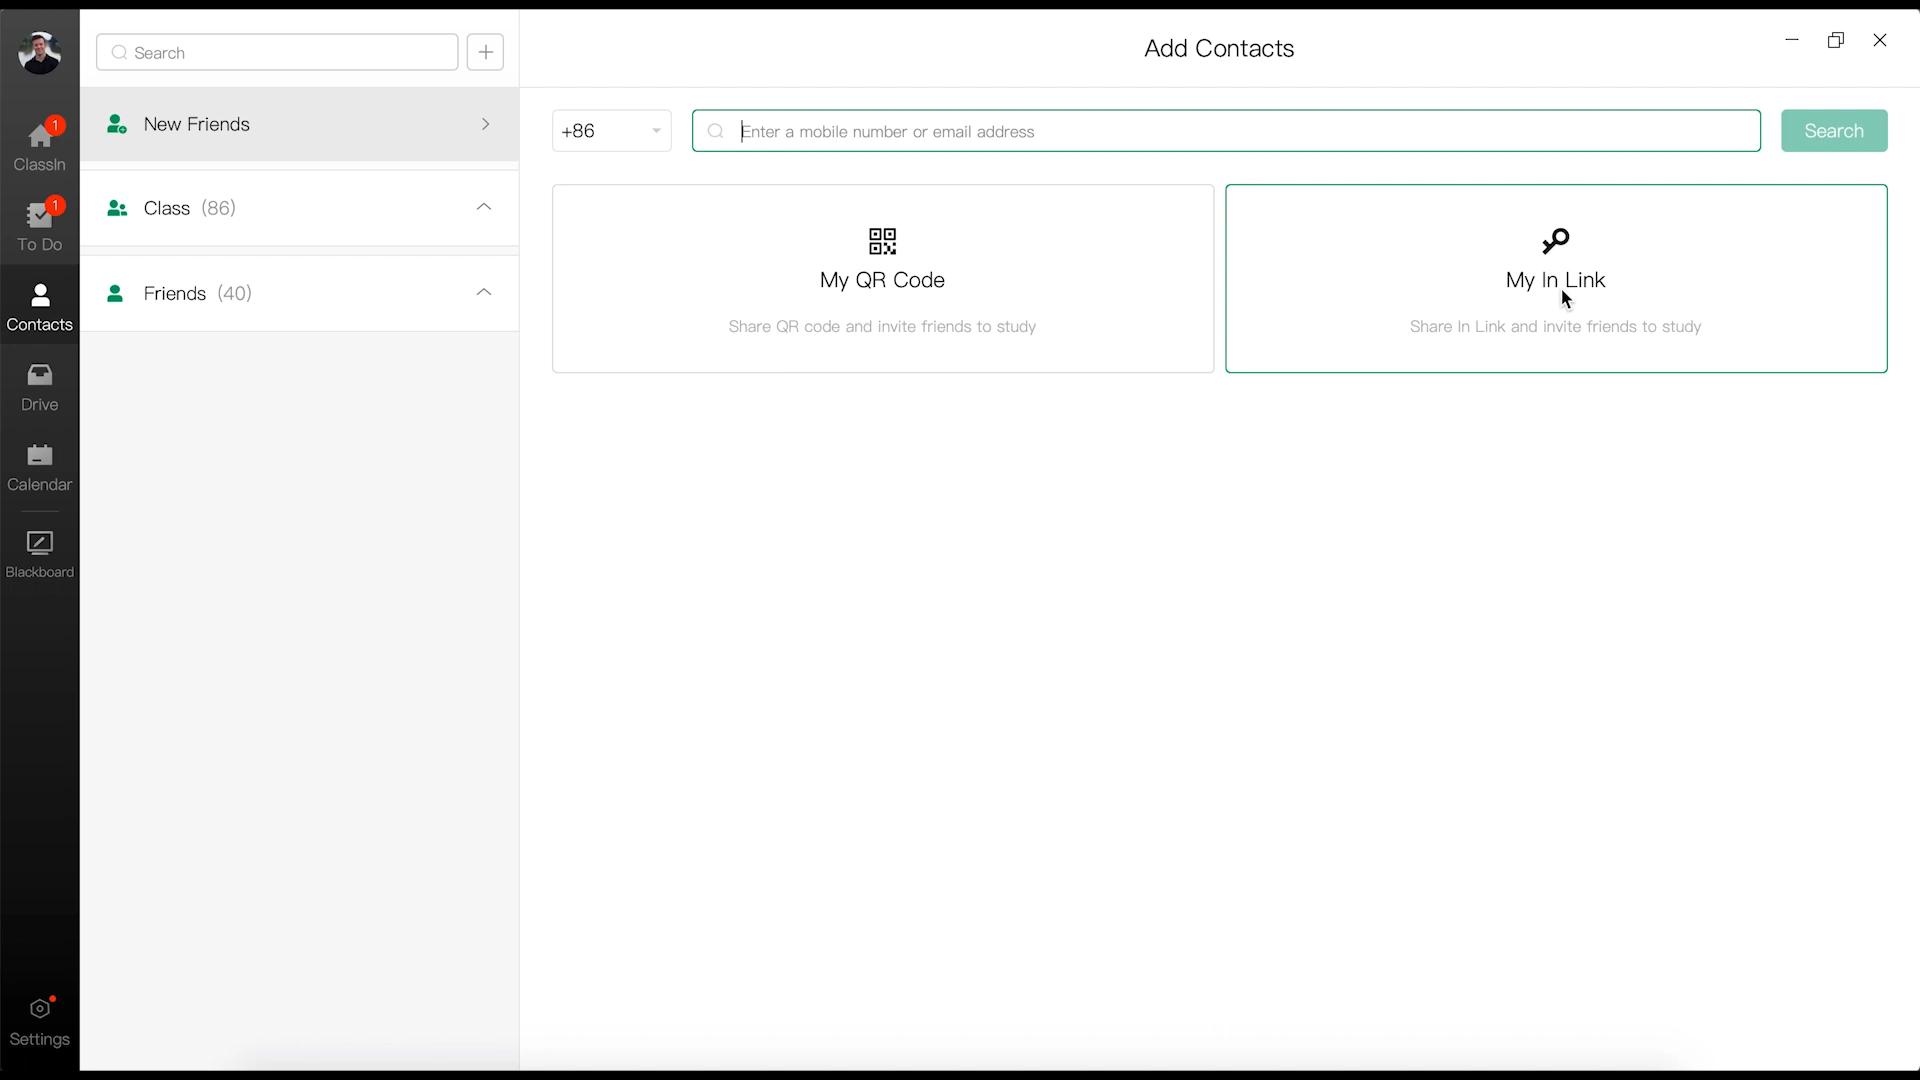 Search
Add Contacts
1
ClassIn
1
To Do
Contacts
Drive
Calendar
Blackboard
Settings
New Friends
Class (86)
Friends (40)
+86
Enter a mobile number or email address
Search
My QR Code
Share QR code and invite friends to study
My In Link
Share In Link and invite friends to study